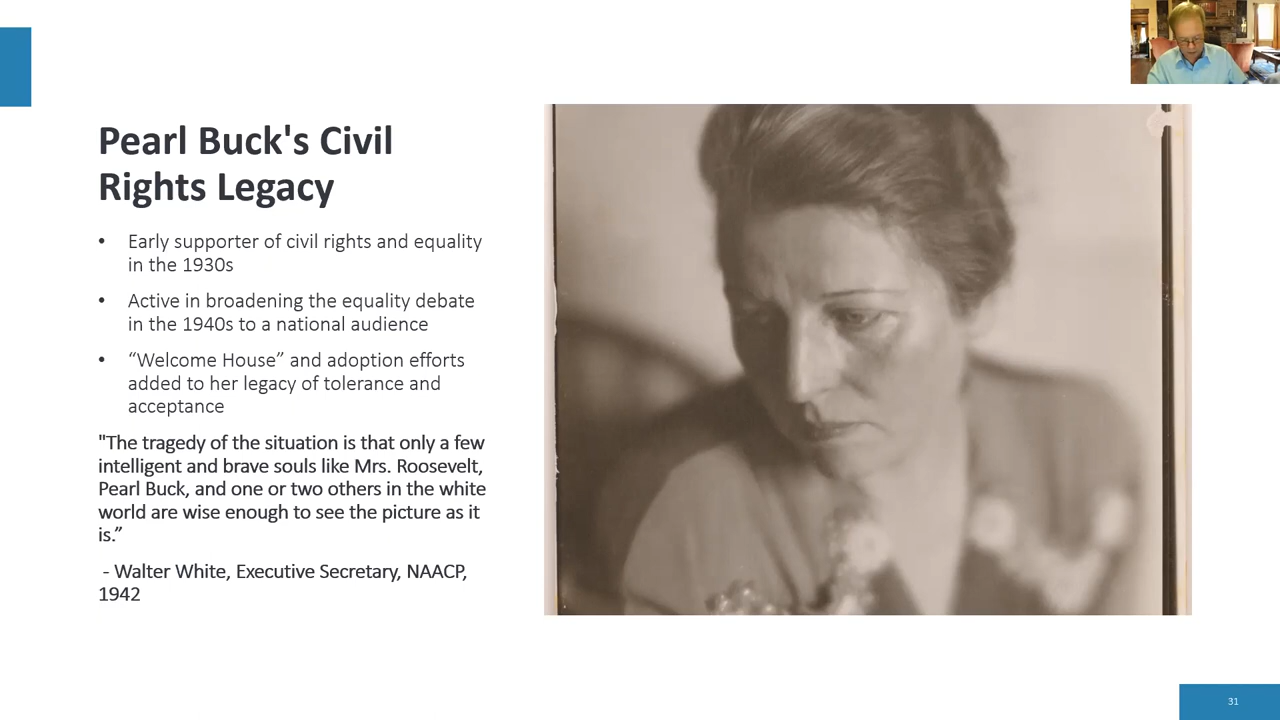 Pearl Buck's Civil
Rights Legacy
• Early supporter of civil rights and equality
in the 1930s
• Active in broadening the equality debate
in the 1940s to a national audience
• “Welcome House” and adoption efforts
added to her legacy of tolerance and
acceptance
"The tragedy of the situation is that only a few
intelligent and brave souls like Mrs. Roosevelt,
Pearl Buck, and one or two others in the white
world are wise enough to see the picture as it
is.”
- Walter White, Executive Secretary, NAACP,
1942
31